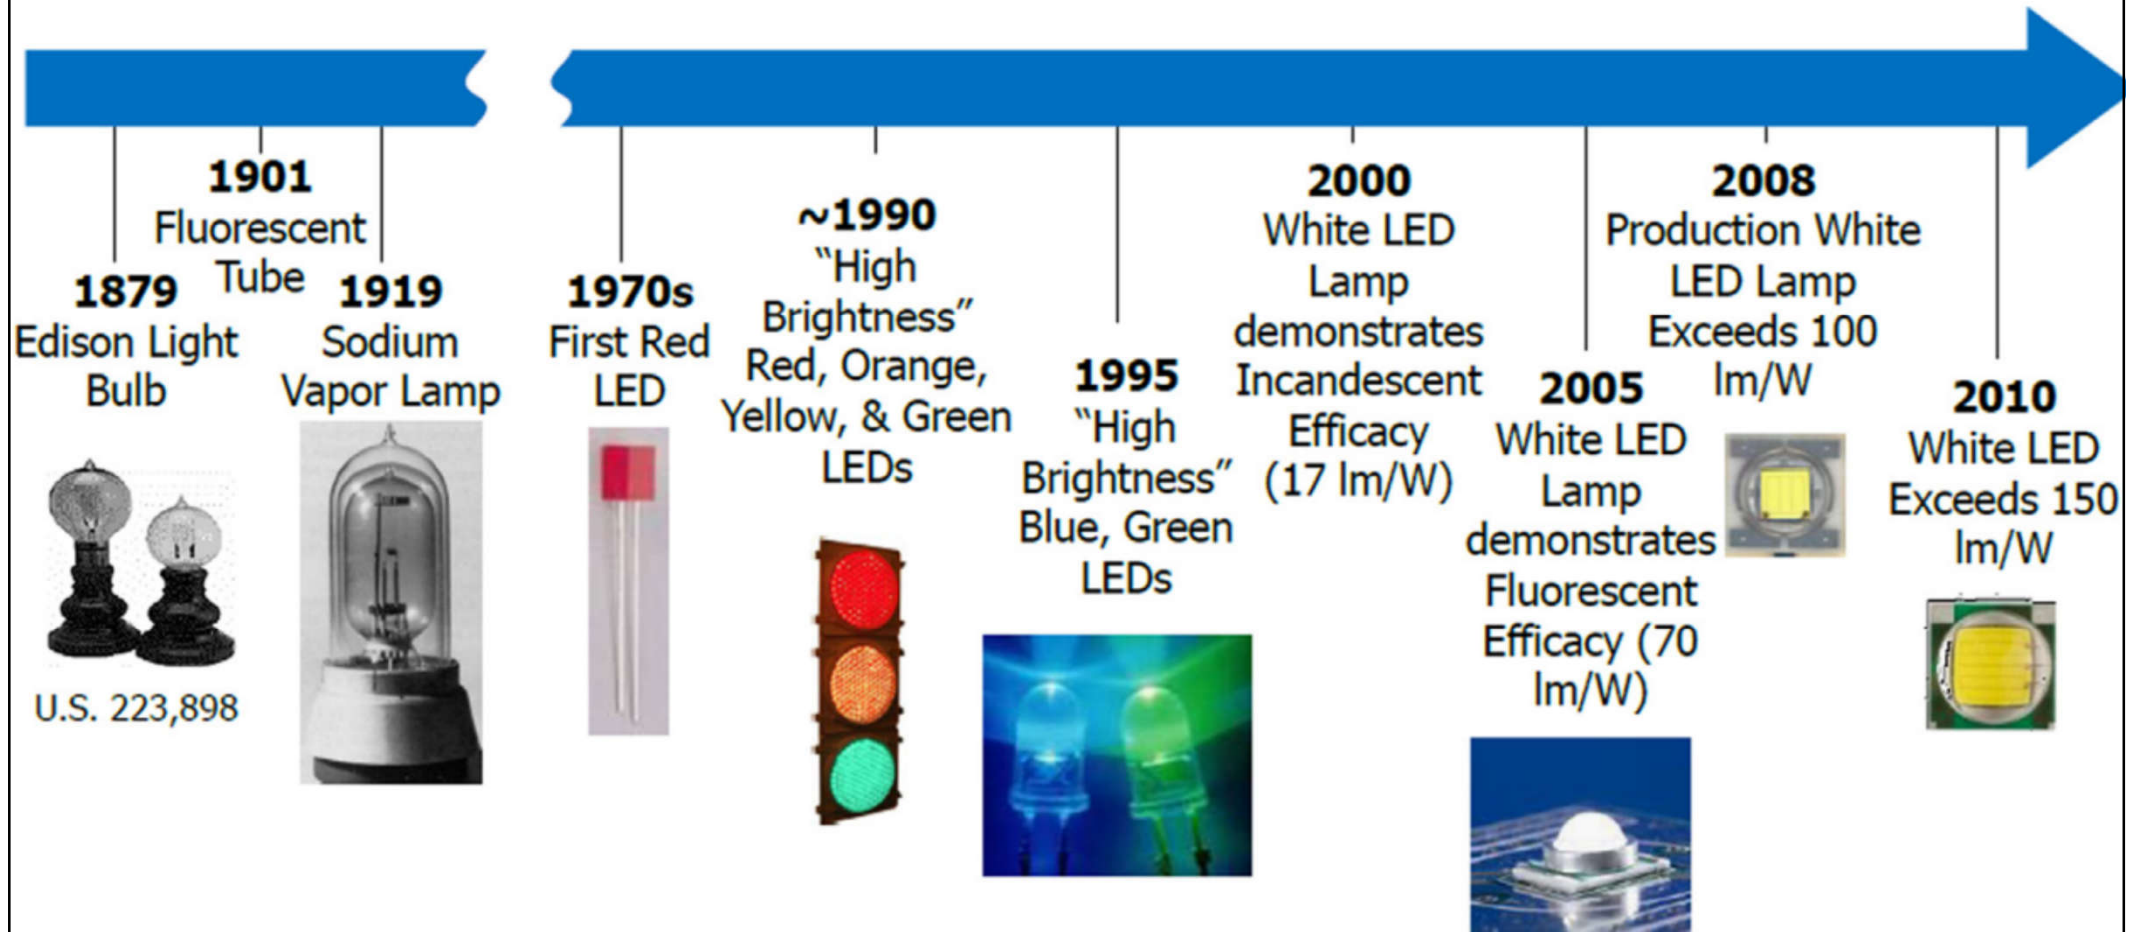 1879
Edison Light
Bulb
U.S. 223,898
1901
Fluorescent
Tube
1919
Sodium
Vapor Lamp
1970s
First Red
LED
~1990
“High
Brightness”
Red, Orange,
Yellow, & Green
LEDs
1995
“High
Brightness”
Blue, Green
LEDs
2000
White LED
Lamp
demonstrates
Incandescent
Efficacy
(17 lm/W)
2005
White LED
Lamp
demonstrates
Fluorescent
Efficacy (70
lm/W)
2008
Production White
LED Lamp
Exceeds 100
lm/W
2010
White LED
Exceeds 150
lm/W